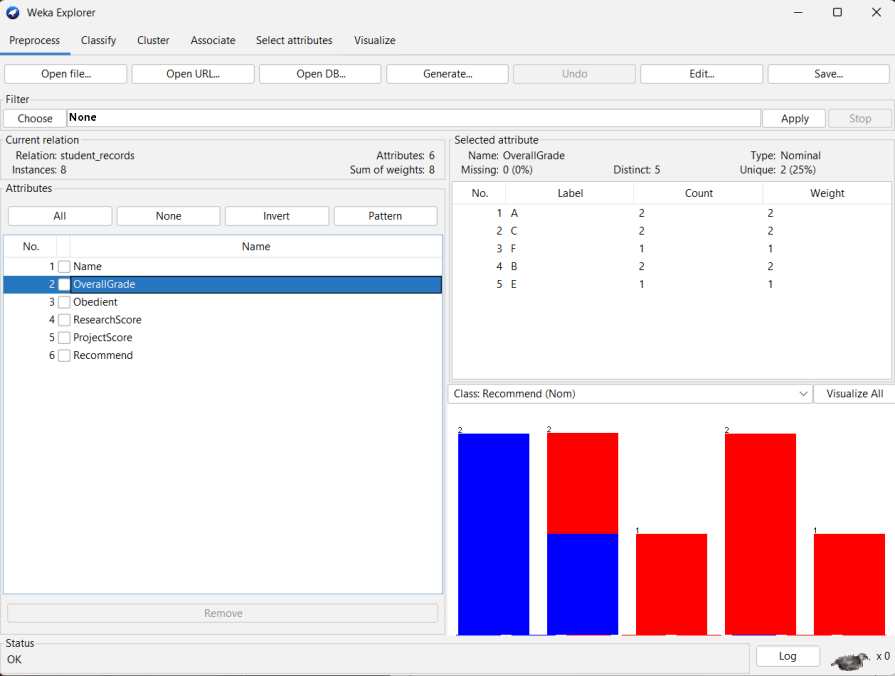 Weka Explorer
Preprocess Classify Cluster Associate Select attributes Visualize
Open file... Open URL... Open DB... Generate... Undo Edit... Save...
Filter
Choose None Apply Stop
Current relation
Relation: student_records Attributes: 6
Instances: 8 Sum of weights: 8
Attributes
All None Invert Pattern
No. Name
1 Name
2 OverallGrade
3 Obedient
4 ResearchScore
5 ProjectScore
6 Recommend
Remove
Selected attribute
Name: OverallGrade Type: Nominal
Missing: 0 (0%) Distinct: 5 Unique: 2 (25%)
No. Label Count Weight
1 A 2 2
2 C 2 2
3 F 1 1
4 B 2 2
5 E 1 1
Class: Recommend (Nom) Visualize All
2 2 1 2 1
Status
OK
Log x 0